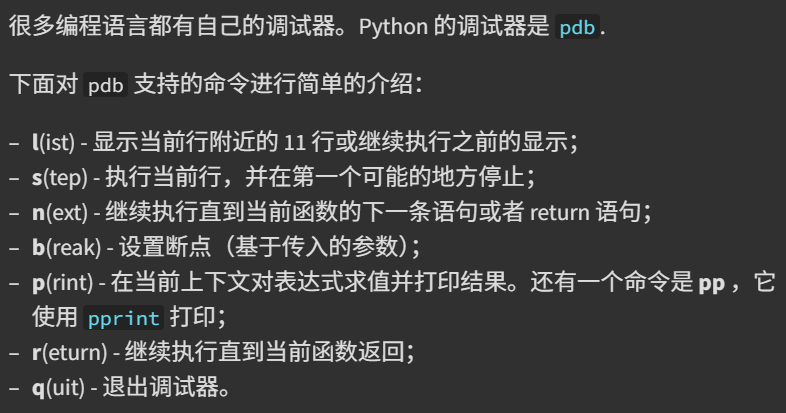 很多编程语言都有自己的调试器。Python 的调试器是 pdb.
下面对 pdb 支持的命令进行简单的介绍：
– l(ist) - 显示当前行附近的 11 行或继续执行之前的显示；
– s(tep) - 执行当前行，并在第一个可能的地方停止；
– n(ext) - 继续执行直到当前函数的下一条语句或者 return 语句；
– b(reak) - 设置断点（基于传入的参数）；
– p(rint) - 在当前上下文对表达式求值并打印结果。还有一个命令是 pp ，它
使用 pprint 打印；
– r(eturn) - 继续执行直到当前函数返回；
– q(uit) - 退出调试器。